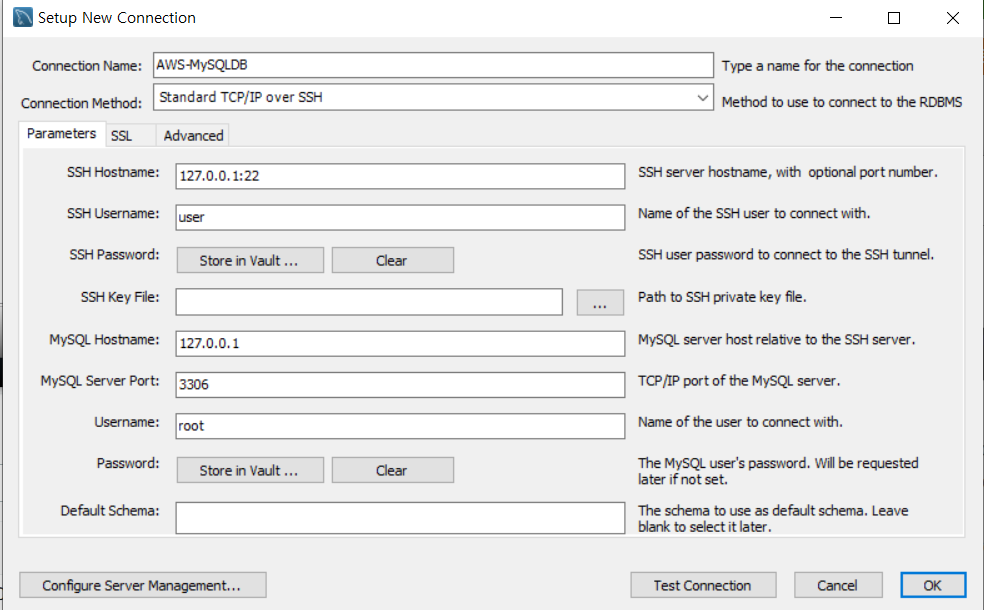 Setup New Connection
Connection Name: AWS-MySQLDB Type a name for the connection
Connection Method: Standard TCP/IP over SSH Method to use to connect to the RDBMS
Parameters SSL Advanced
SSH Hostname: 127.0.0.1:22 SSH server hostname, with optional port number.
SSH Username: user Name of the SSH user to connect with.
SSH Password: Store in Vault ... Clear SSH user password to connect to the SSH tunnel.
SSH Key File: ... Path to SSH private key file.
MySQL Hostname: 127.0.0.1 MySQL server host relative to the SSH server.
MySQL Server Port: 3306 TCP/IP port of the MySQL server.
Username: root Name of the user to connect with.
Password: Store in Vault ... Clear The MySQL user's password. Will be requested
later if not set.
Default Schema: The schema to use as default schema. Leave
blank to select it later.
Configure Server Management... Test Connection Cancel OK